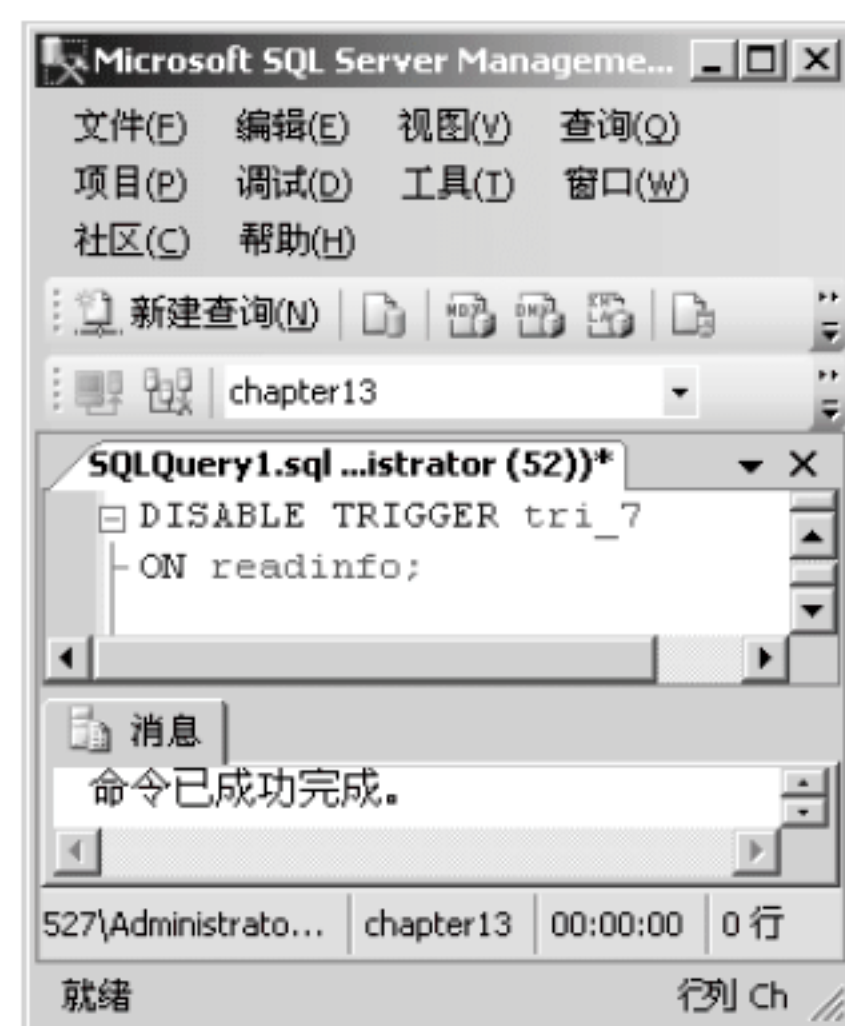 Microsoft SQL Server Manageme...
文件(F) 编辑(E) 视图(V) 查询(Q)
项目(P) 调试(D) 工具(T) 窗口(W)
社区(C) 帮助(H)
新建查询(N)
chapter13
SQLQuery1.sql ...istrator (52))*
DISABLE TRIGGER tri_7
ON readinfo;
消息
命令已成功完成。
527\Administrato... chapter13 00:00:00 0 行
就绪 行列 Ch